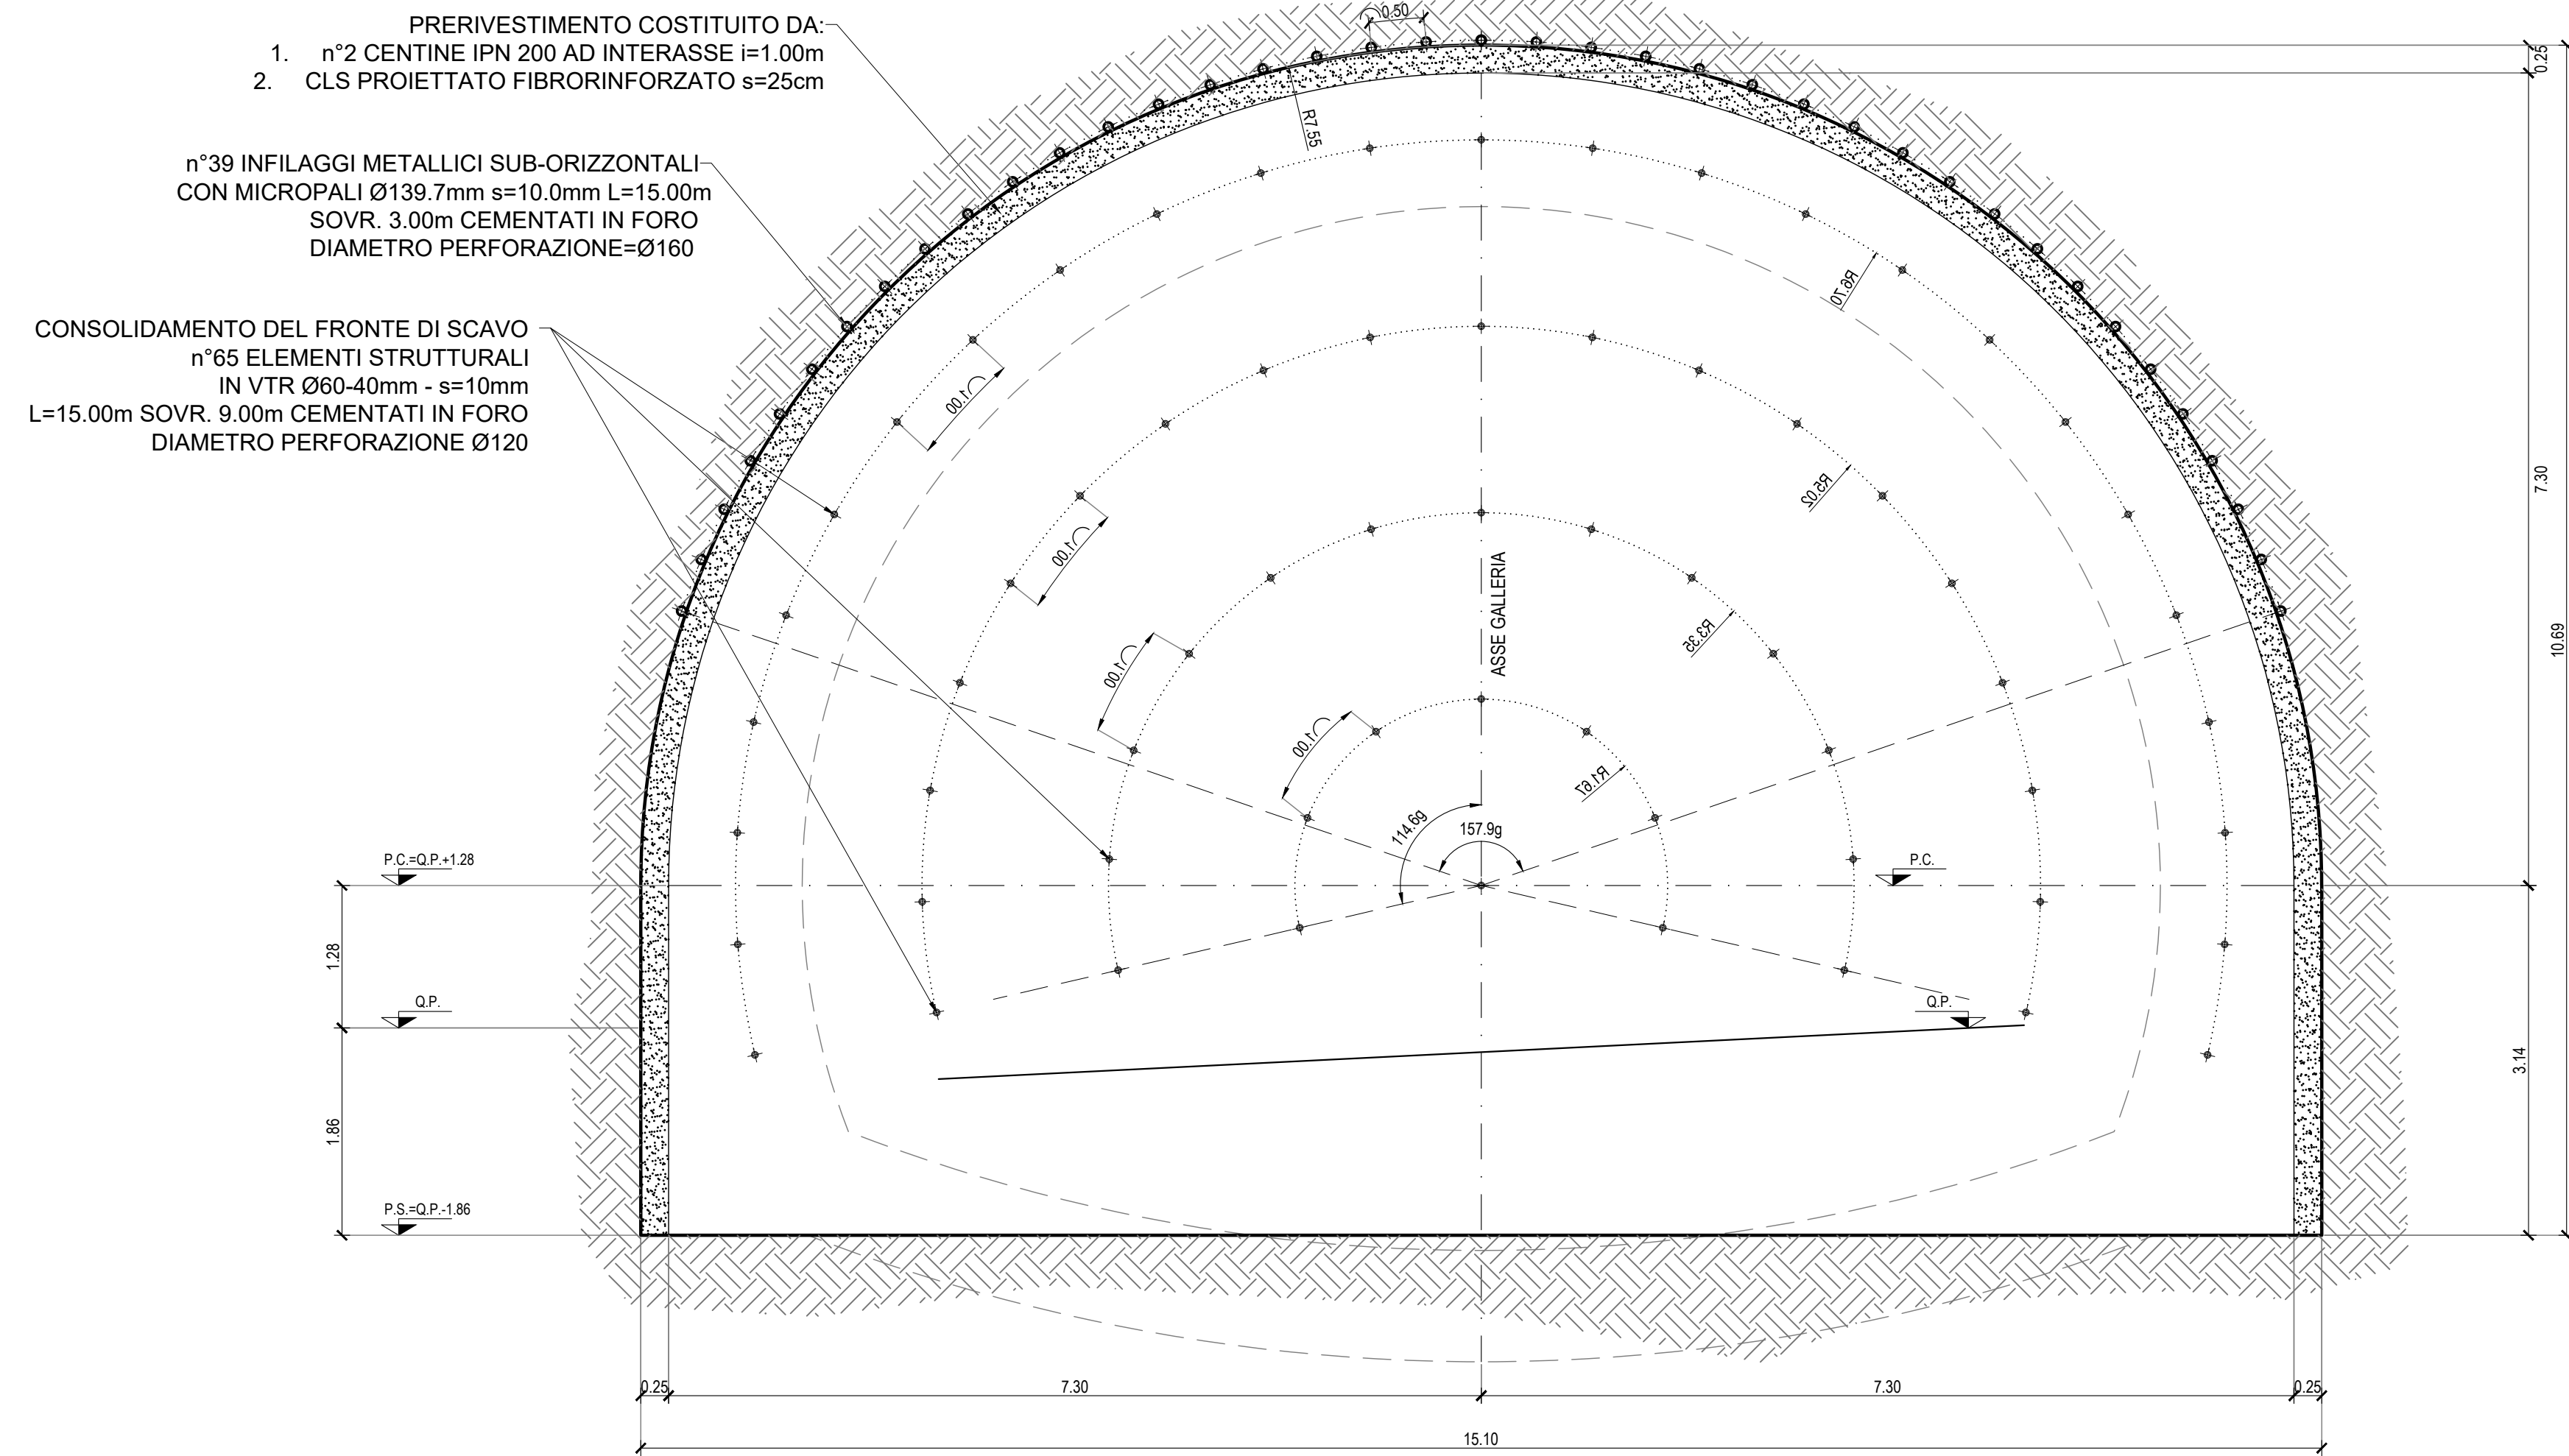 PRERIVESTIMENTO COSTITUITO DA:
1. n°2 CENTINE IPN 200 AD INTERASSE i=1.00m
2. CLS PROIETTATO FIBRORINFORZATO s=25cm
n°39 INFILAGGI METALLICI SUB-ORIZZONTALI
CON MICROPALI Ø139.7mm s=10.0mm L=15.00m
SOVR. 3.00m CEMENTATI IN FORO
DIAMETRO PERFORAZIONE=Ø160
CONSOLIDAMENTO DEL FRONTE DI SCAVO
n°65 ELEMENTI STRUTTURALI
IN VTR Ø60-40mm - s=10mm
L=15.00m SOVR. 9.00m CEMENTATI IN FORO
DIAMETRO PERFORAZIONE Ø120
0.50
0.25
R7.55
R6.70
1.00
R5.02
1.00
7.30
ASSE GALLERIA
R3.35
1.00
10.69
1.00
R1.67
114.6g
157.9g
P.C.=Q.P.+1.28
P.C.
1.28
Q.P.
Q.P.
3.14
1.86
P.S.=Q.P.-1.86
0.25
7.30
7.30
0.25
15.10